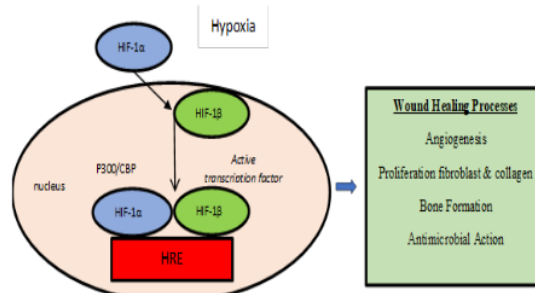 Hypoxia
HIF-1α
HIF-1β
P300/CBP
Active
transcription factor
nucleus
HIF-1α
HIF-1β
HRE
Wound Healing Processes
Angiogenesis
Proliferation fibroblast & collagen
Bone Formation
Antimicrobial Action